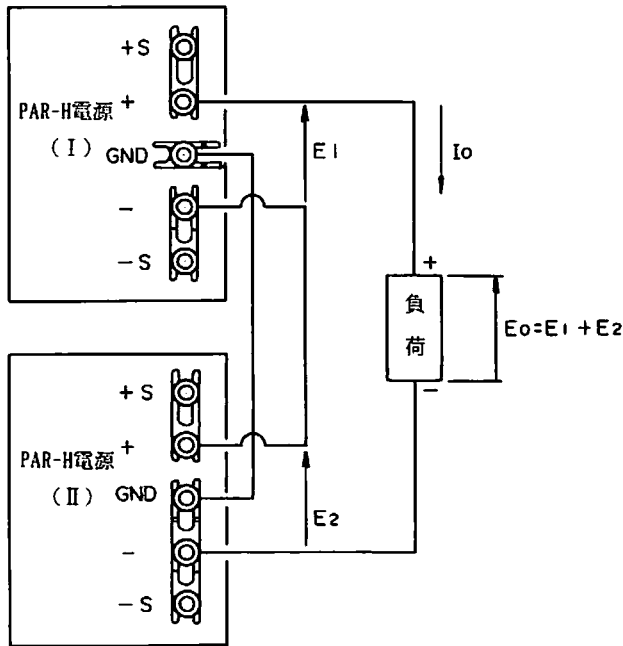 +S
PAR-H電源
(I)
+
GND
-
-S
E1
Io
+
負荷
-
Eo=E1+E2
+S
PAR-H電源
(II)
+
GND
-
-S
E2